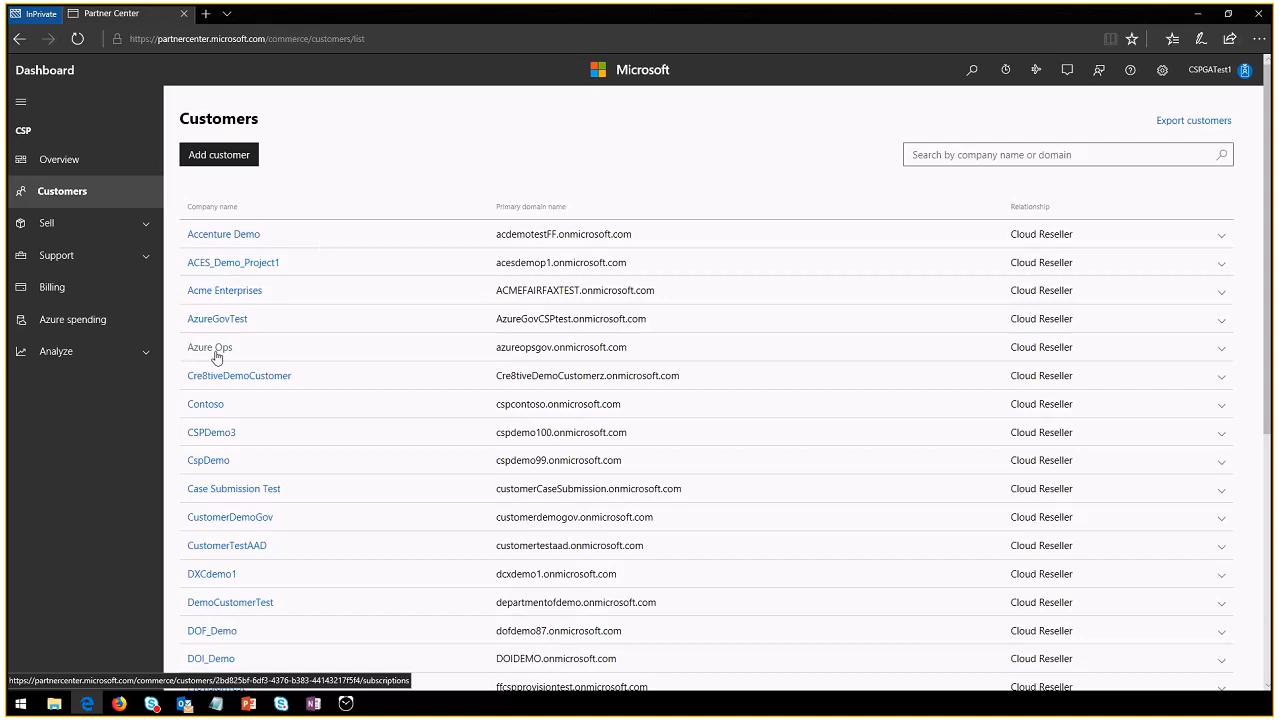 InPrivate
Partner Center
https://partnercenter.microsoft.com/commerce/customers/list
Dashboard
Microsoft
CSPGATest1
CSP
Overview
Customers
Sell
Support
Billing
Azure spending
Analyze
Customers
Export customers
Add customer
Search by company name or domain
Company name Primary domain name Relationship
Accenture Demo acdemotestFF.onmicrosoft.com Cloud Reseller
ACES_Demo_Project1 acesdemop1.onmicrosoft.com Cloud Reseller
Acme Enterprises ACMEFAIRFAXTEST.onmicrosoft.com Cloud Reseller
AzureGovTest AzureGovCSPtest.onmicrosoft.com Cloud Reseller
Azure Ops azureopsgov.onmicrosoft.com Cloud Reseller
Cre8tiveDemoCustomer Cre8tiveDemoCustomerz.onmicrosoft.com Cloud Reseller
Contoso cspcontoso.onmicrosoft.com Cloud Reseller
CSPDemo3 cspdemo100.onmicrosoft.com Cloud Reseller
CspDemo cspdemo99.onmicrosoft.com Cloud Reseller
Case Submission Test customerCaseSubmission.onmicrosoft.com Cloud Reseller
CustomerDemoGov customerdemogov.onmicrosoft.com Cloud Reseller
CustomerTestAAD customertestaad.onmicrosoft.com Cloud Reseller
DXCdemo1 dcxdemo1.onmicrosoft.com Cloud Reseller
DemoCustomerTest departmentofdemo.onmicrosoft.com Cloud Reseller
DOF_Demo dofdemo87.onmicrosoft.com Cloud Reseller
DOI_Demo DOIDEMO.onmicrosoft.com Cloud Reseller
ffcspprovisiontest.onmicrosoft.com Cloud Reseller
https://partnercenter.microsoft.com/commerce/customers/2bd825bf-6df3-4376-b383-44143217f5f4/subscriptions